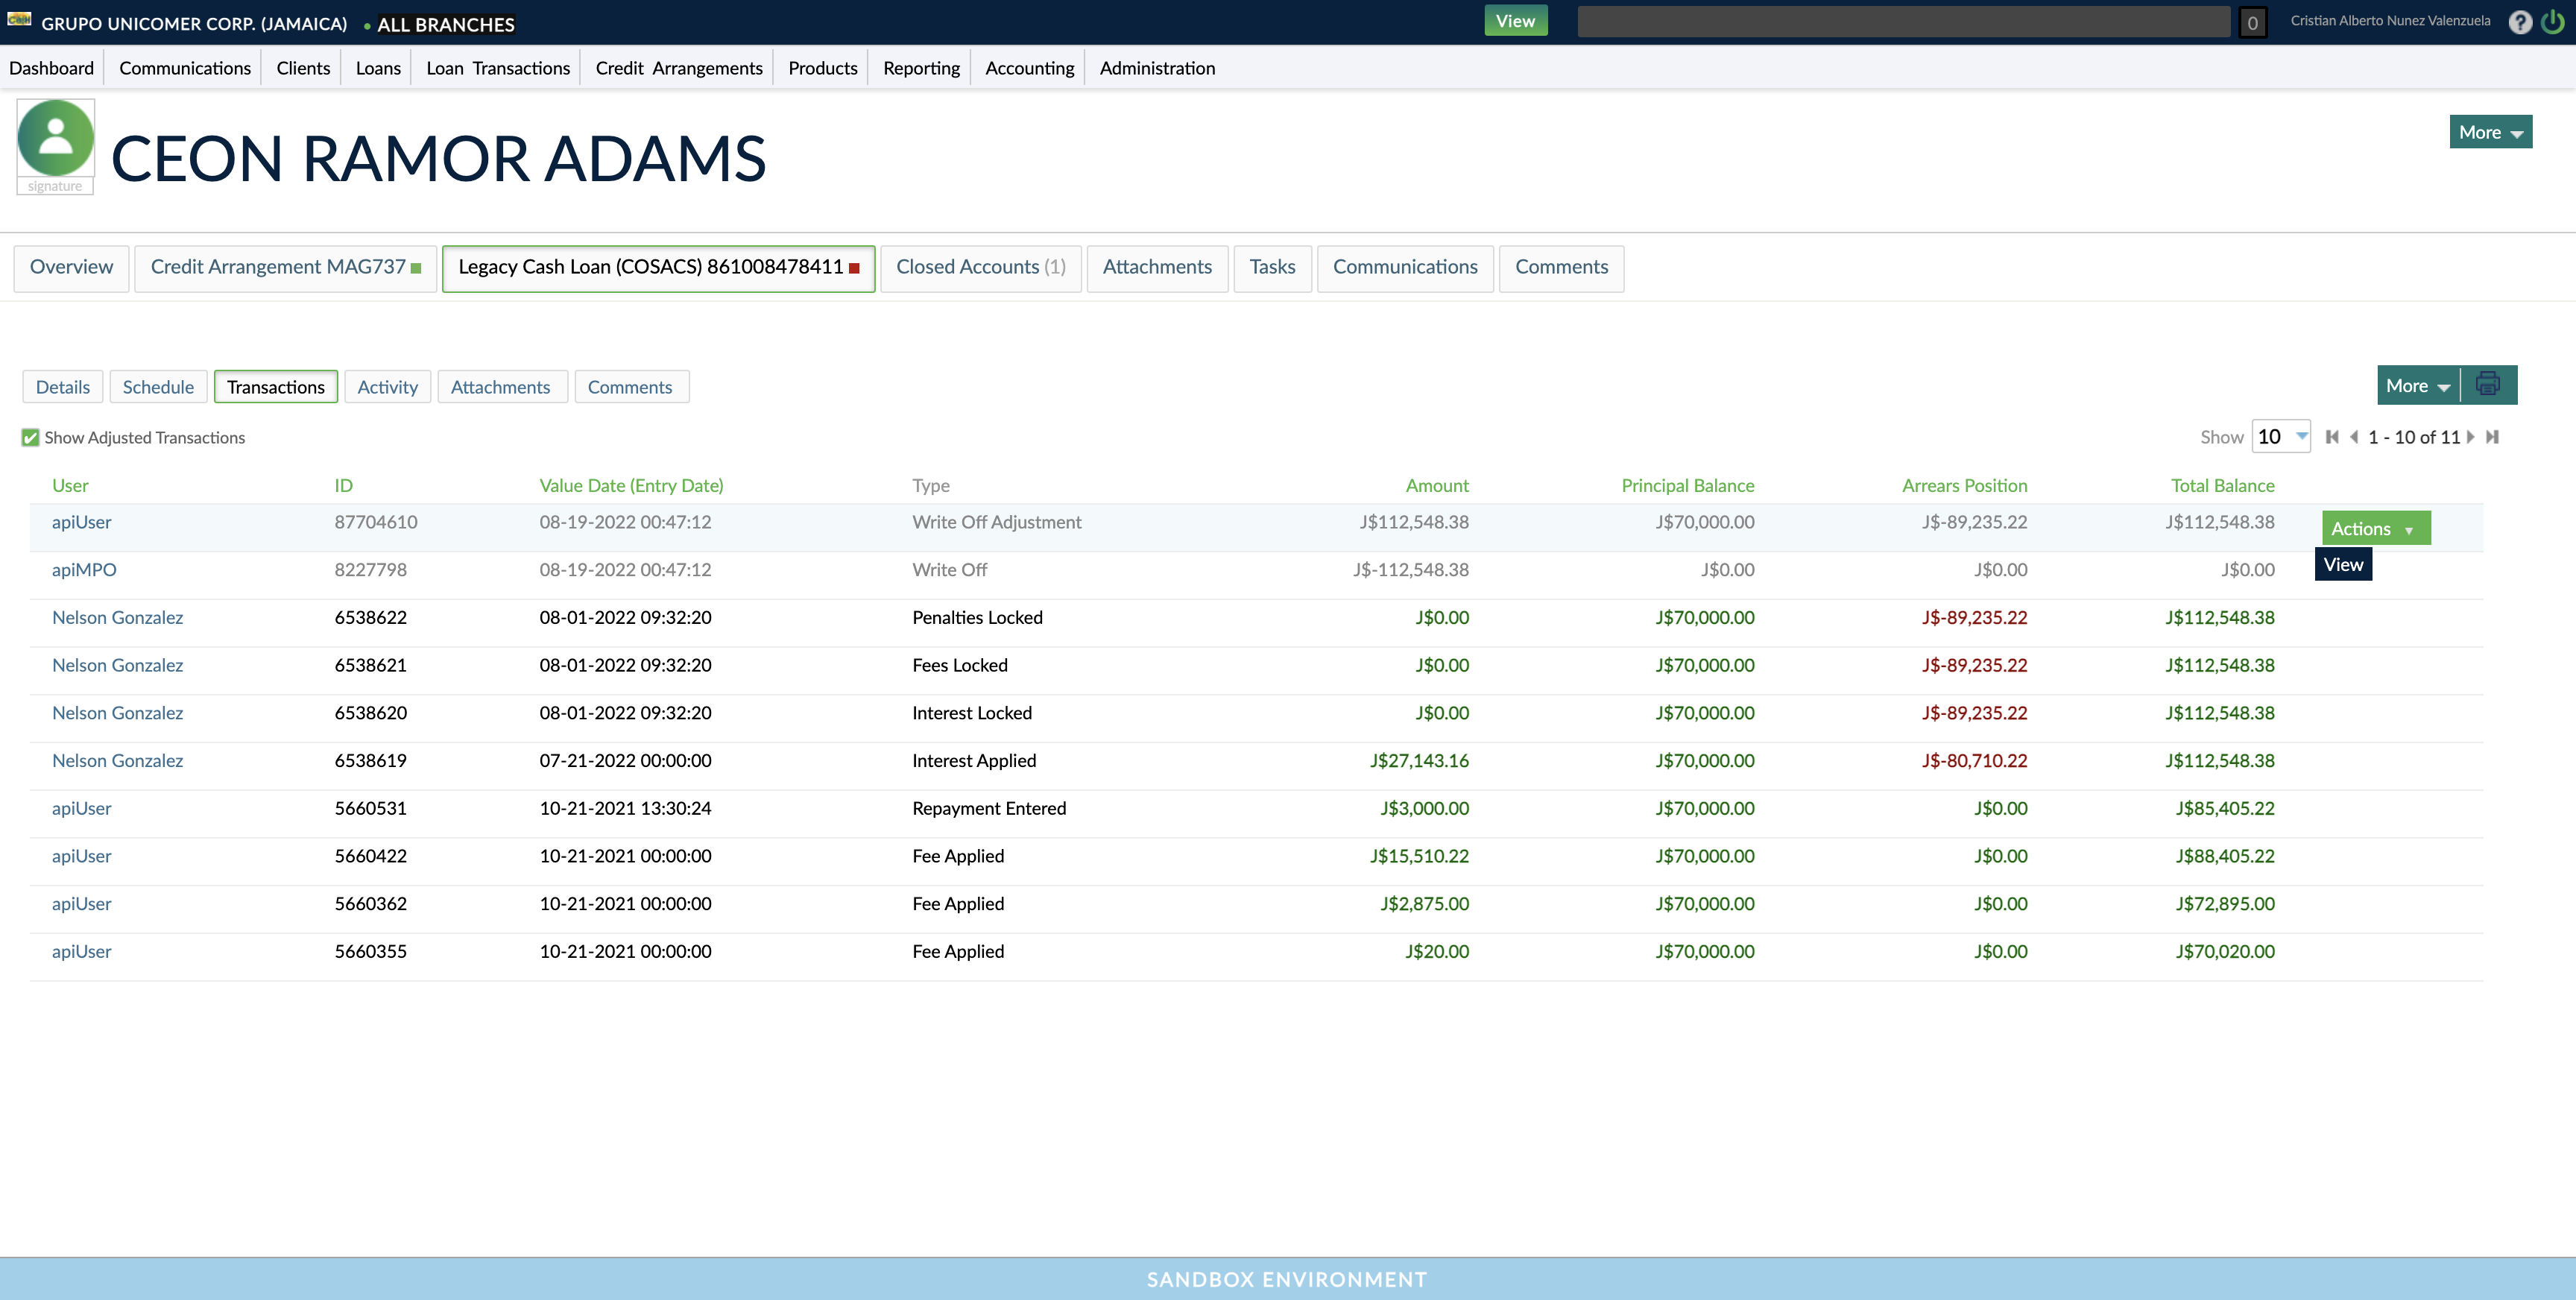 GRUPO UNICOMER CORP. (JAMAICA) • ALL BRANCHES View 0 Cristian Alberto Nunez Valenzuela ?
Dashboard Communications Clients Loans Loan Transactions Credit Arrangements Products Reporting Accounting Administration
CEON RAMOR ADAMS More
signature
Overview Credit Arrangement MAG737 Legacy Cash Loan (COSACS) 861008478411 Closed Accounts (1) Attachments Tasks Communications Comments
Details Schedule Transactions Activity Attachments Comments More
Show Adjusted Transactions Show 10 1 - 10 of 11
User ID Value Date (Entry Date) Type Amount Principal Balance Arrears Position Total Balance
apiUser 87704610 08-19-2022 00:47:12 Write Off Adjustment J$112,548.38 J$70,000.00 J$-89,235.22 J$112,548.38 Actions
apiMPO 8227798 08-19-2022 00:47:12 Write Off J$-112,548.38 J$0.00 J$0.00 J$0.00 View
Nelson Gonzalez 6538622 08-01-2022 09:32:20 Penalties Locked J$0.00 J$70,000.00 J$-89,235.22 J$112,548.38
Nelson Gonzalez 6538621 08-01-2022 09:32:20 Fees Locked J$0.00 J$70,000.00 J$-89,235.22 J$112,548.38
Nelson Gonzalez 6538620 08-01-2022 09:32:20 Interest Locked J$0.00 J$70,000.00 J$-89,235.22 J$112,548.38
Nelson Gonzalez 6538619 07-21-2022 00:00:00 Interest Applied J$27,143.16 J$70,000.00 J$-80,710.22 J$112,548.38
apiUser 5660531 10-21-2021 13:30:24 Repayment Entered J$3,000.00 J$70,000.00 J$0.00 J$85,405.22
apiUser 5660422 10-21-2021 00:00:00 Fee Applied J$15,510.22 J$70,000.00 J$0.00 J$88,405.22
apiUser 5660362 10-21-2021 00:00:00 Fee Applied J$2,875.00 J$70,000.00 J$0.00 J$72,895.00
apiUser 5660355 10-21-2021 00:00:00 Fee Applied J$20.00 J$70,000.00 J$0.00 J$70,020.00
SANDBOX ENVIRONMENT